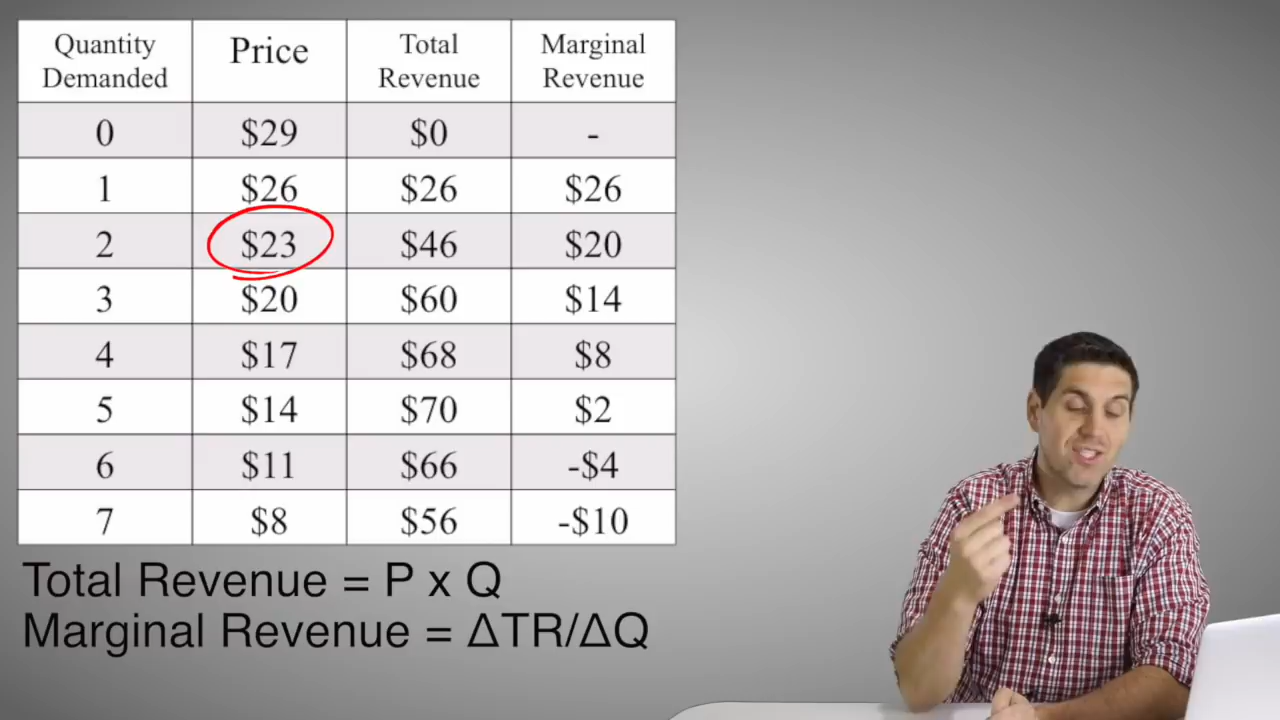 Quantity Demanded Price Total Revenue Marginal Revenue
0 $29 $0 -
1 $26 $26 $26
2 $23 $46 $20
3 $20 $60 $14
4 $17 $68 $8
5 $14 $70 $2
6 $11 $66 -$4
7 $8 $56 -$10
Total Revenue = P x Q
Marginal Revenue = ΔTR/ΔQ